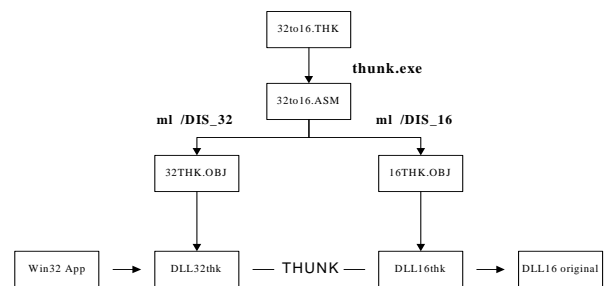 32to16.THK
thunk.exe
32to16.ASM
ml /DIS_32
ml /DIS_16
32THK.OBJ
16THK.OBJ
Win32 App
DLL32thk
THUNK
DLL16thk
DLL16 original